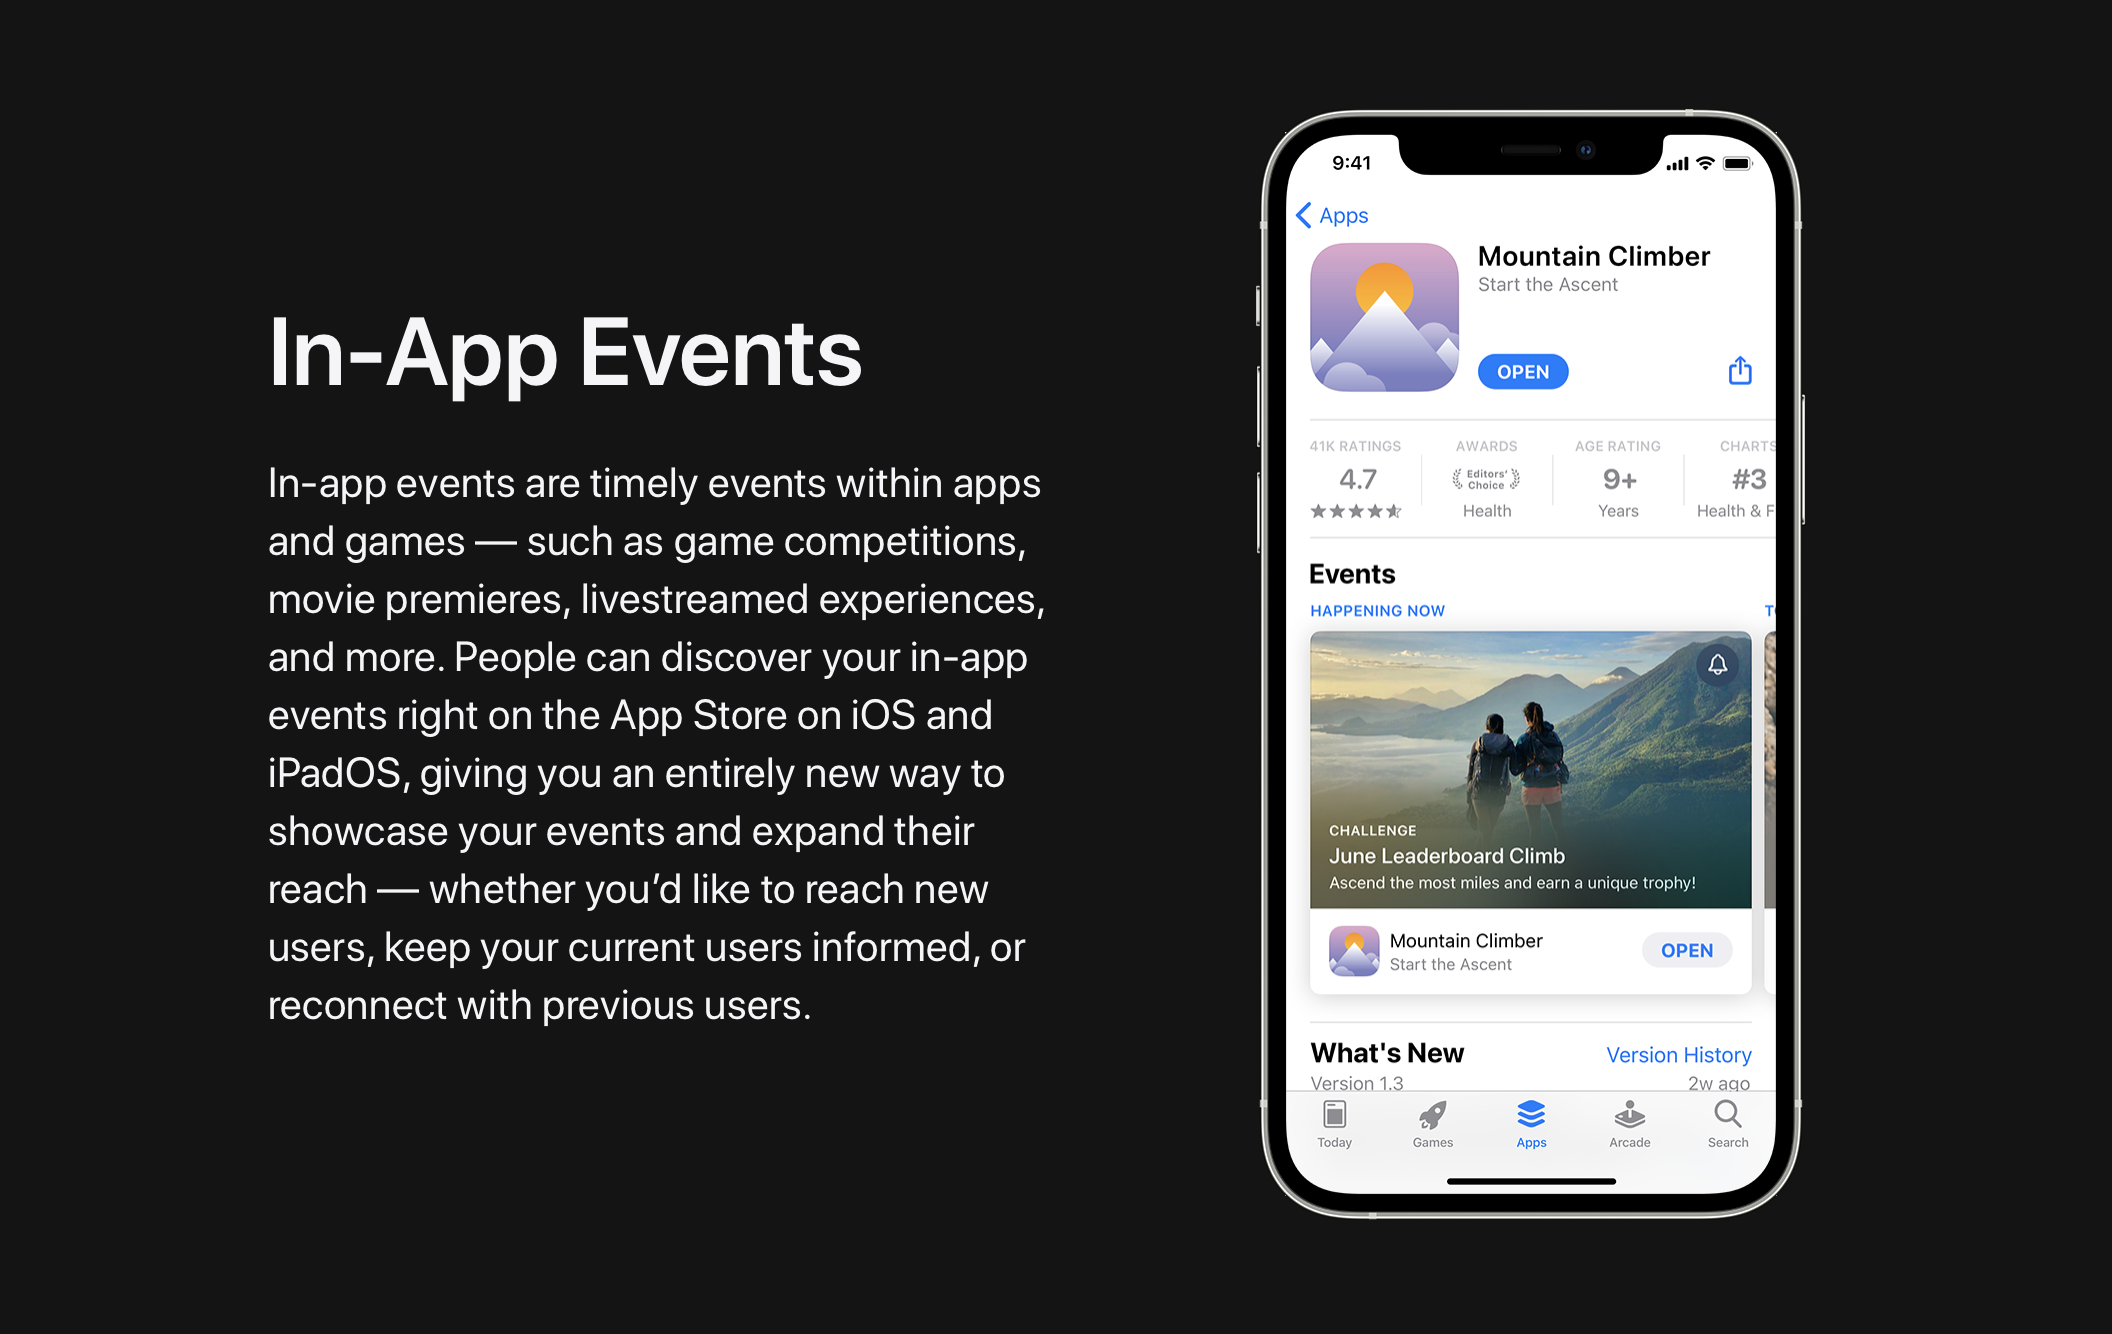 In-App Events
In-app events are timely events within apps
and games — such as game competitions,
movie premieres, livestreamed experiences,
and more. People can discover your in-app
events right on the App Store on iOS and
iPadOS, giving you an entirely new way to
showcase your events and expand their
reach — whether you’d like to reach new
users, keep your current users informed, or
reconnect with previous users.
9:41
Apps
Mountain Climber
Start the Ascent
OPEN
41K RATINGS
4.7
AWARDS
Editors’
Choice
Health
AGE RATING
9+
Years
CHARTS
#3
Health & F
Events
HAPPENING NOW
CHALLENGE
June Leaderboard Climb
Ascend the most miles and earn a unique trophy!
Mountain Climber
Start the Ascent
OPEN
What's New
Version History
Version 1.3
2w ago
Today
Games
Apps
Arcade
Search